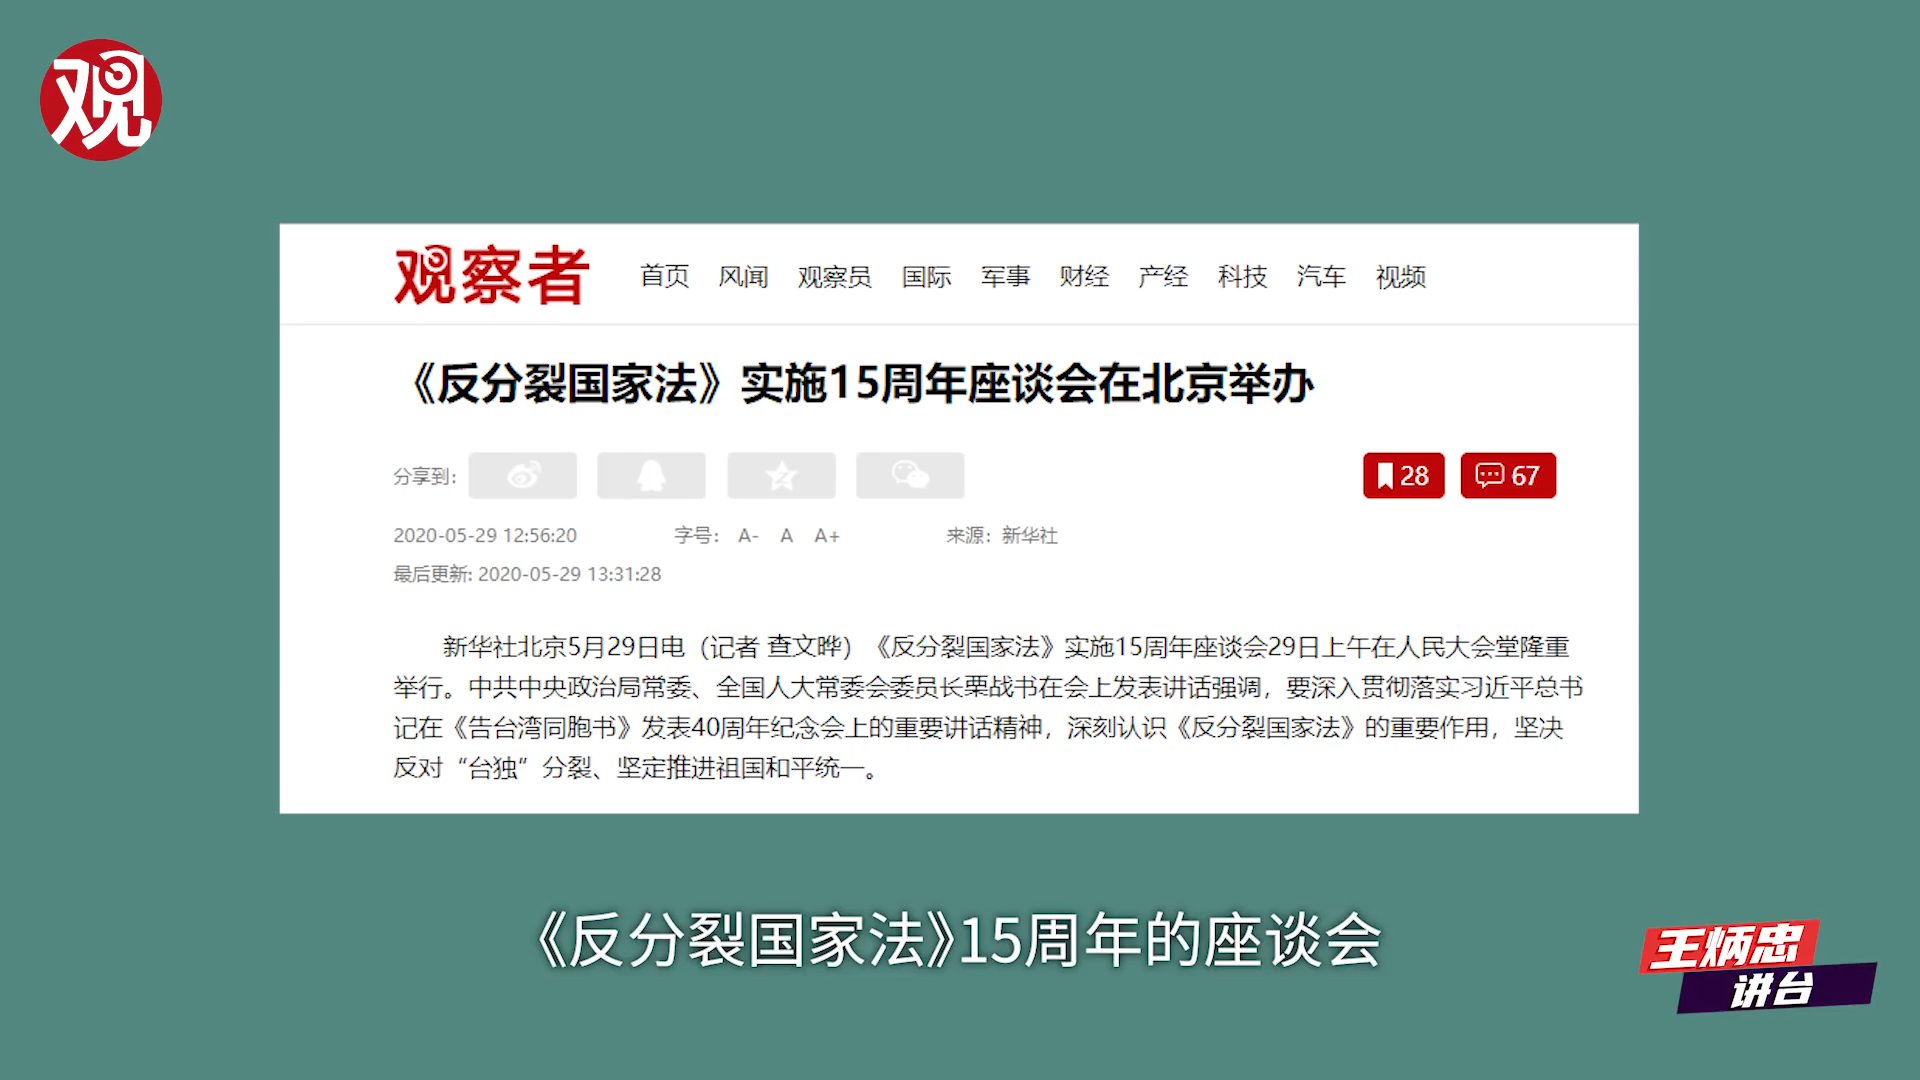 观
观察者 首页 风闻 观察员 国际 军事 财经 产经 科技 汽车 视频
《反分裂国家法》实施15周年座谈会在北京举办
分享到: 28 67
2020-05-29 12:56:20 字号： A- A A+ 来源：新华社
最后更新: 2020-05-29 13:31:28
新华社北京5月29日电（记者 查文晔）《反分裂国家法》实施15周年座谈会29日上午在人民大会堂隆重
举行。中共中央政治局常委、全国人大常委会委员长栗战书在会上发表讲话强调，要深入贯彻落实习近平总书
记在《告台湾同胞书》发表40周年纪念会上的重要讲话精神，深刻认识《反分裂国家法》的重要作用，坚决
反对“台独”分裂、坚定推进祖国和平统一。
《反分裂国家法》15周年的座谈会
王炳忠
讲台